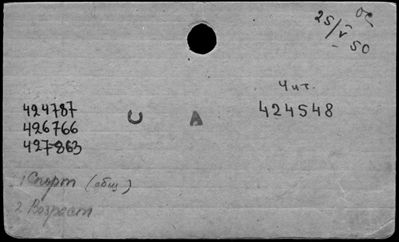 25/V-50
Чит.
424787
424548
426766
427863
U A
1 Спорт (общ)
2 Возраст